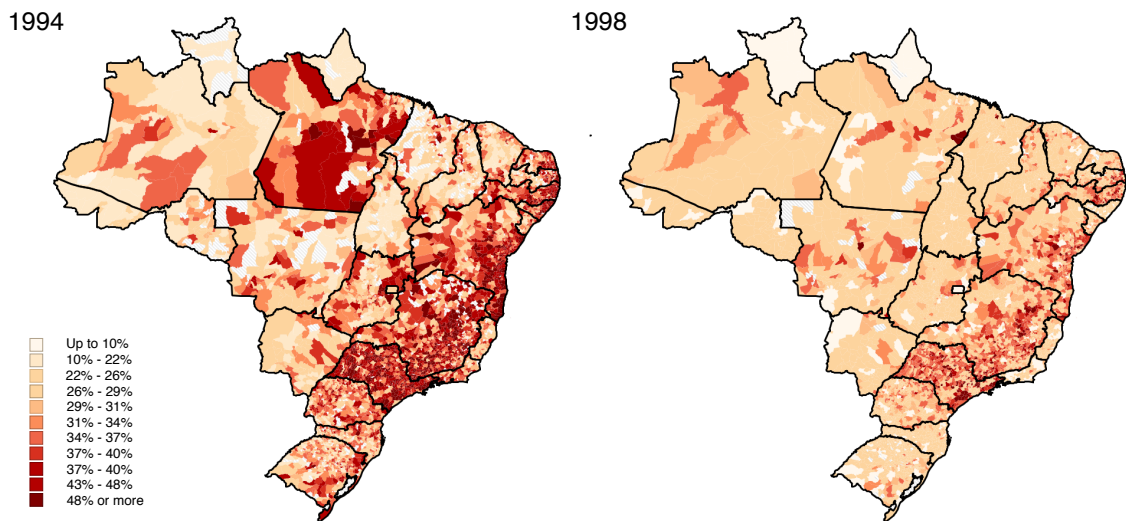 1994
1998
Up to 10%
10% - 22%
22% - 26%
26% - 29%
29% - 31%
31% - 34%
34% - 37%
37% - 40%
37% - 40%
43% - 48%
48% or more